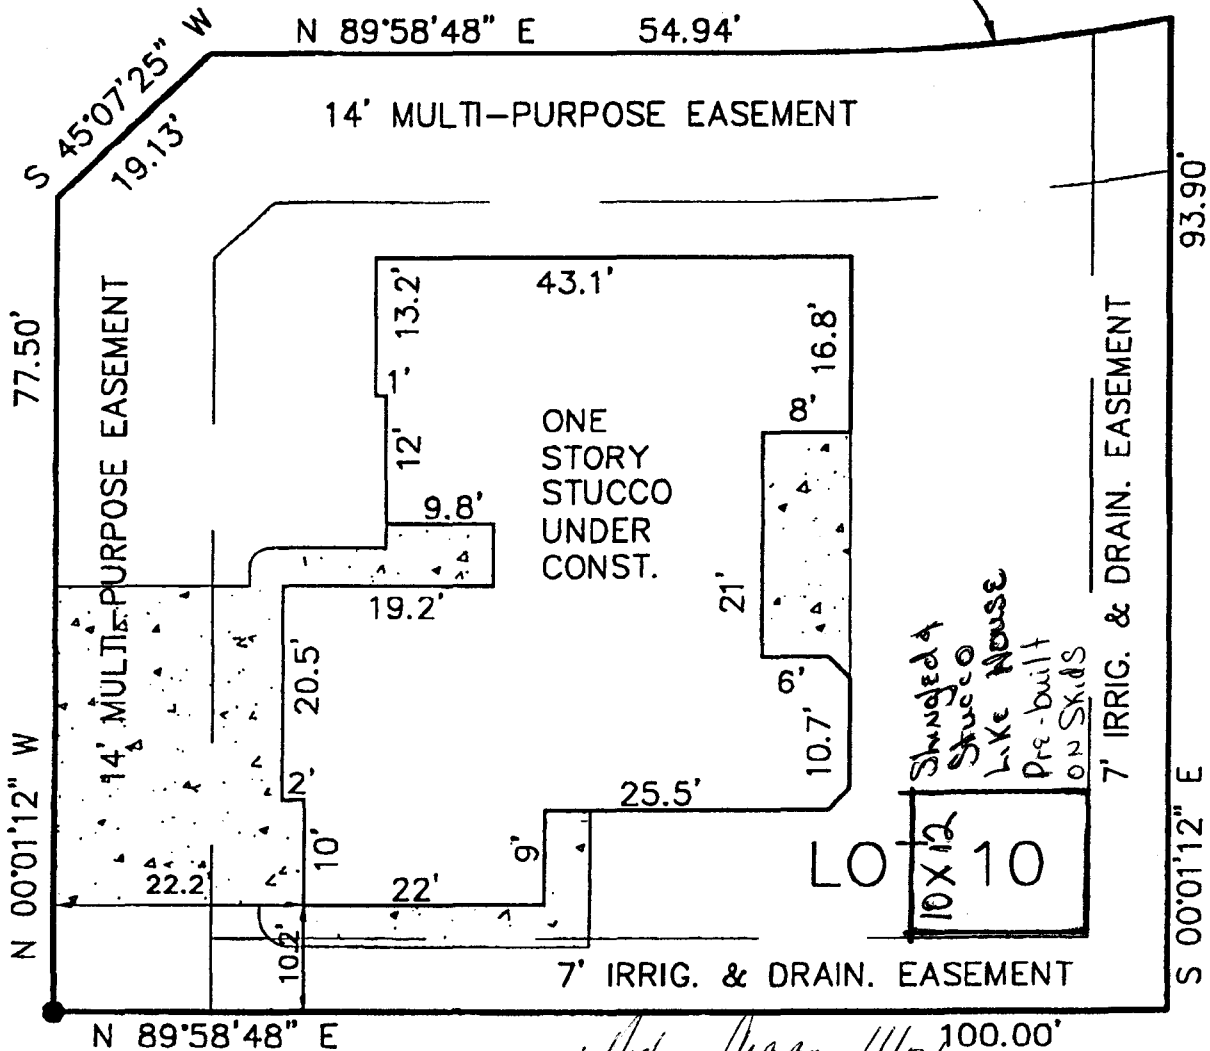 N 89°58'48" E 54.94'
S 45°07'25" W
19.13'
14' MULTI-PURPOSE EASEMENT
93.90'
77.50'
14' MULTI-PURPOSE EASEMENT
43.1'
13.2'
16.8'
1'
8'
12'
ONE
STORY
STUCCO
UNDER
CONST.
9.8'
19.2'
21'
7' IRRIG. & DRAIN. EASEMENT
20.5'
6'
10.7'
Shingled &
Stucco
Like House
Pre-built
on Skids
2'
25.5'
10'
9'
LOT 10
10X12
N 00°01'12" W
S 00°01'12" E
22.2'
22'
10.2'
7' IRRIG. & DRAIN. EASEMENT
N 89°58'48" E
100.00'